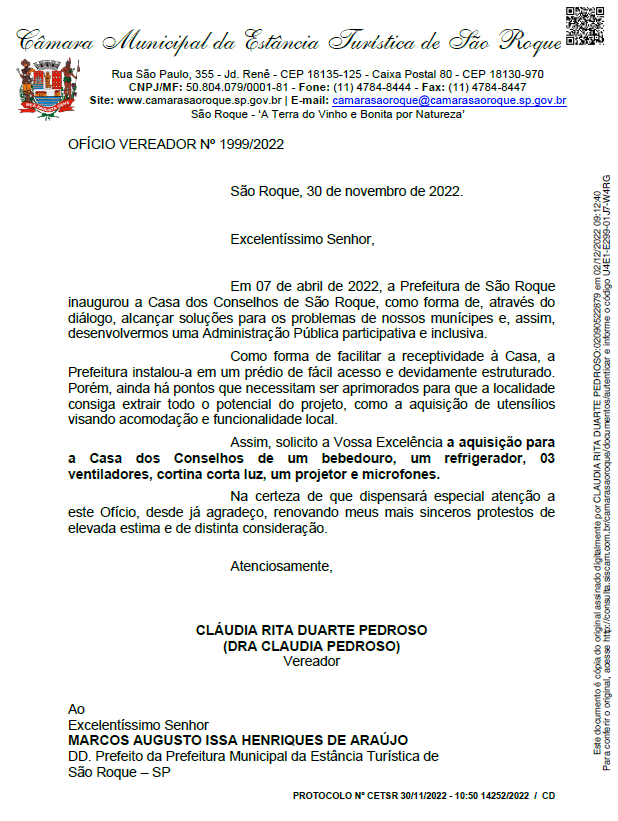 Câmara Municipal da Estância Turística de São Roque
Rua São Paulo, 355 - Jd. Renê - CEP 18135-125 - Caixa Postal 80 - CEP 18130-970
CNPJ/MF: 50.804.079/0001-81 - Fone: (11) 4784-8444 - Fax: (11) 4784-8447
Site: www.camarasaoroque.sp.gov.br | E-mail: camarasaoroque@camarasaoroque.sp.gov.br
São Roque - 'A Terra do Vinho e Bonita por Natureza'
OFÍCIO VEREADOR Nº 1999/2022
São Roque, 30 de novembro de 2022.
Excelentíssimo Senhor,
Em 07 de abril de 2022, a Prefeitura de São Roque
inaugurou a Casa dos Conselhos de São Roque, como forma de, através do
diálogo, alcançar soluções para os problemas de nossos munícipes e, assim,
desenvolvermos uma Administração Pública participativa e inclusiva.
Como forma de facilitar a receptividade à Casa, a
Prefeitura instalou-a em um prédio de fácil acesso e devidamente estruturado.
Porém, ainda há pontos que necessitam ser aprimorados para que a localidade
consiga extrair todo o potencial do projeto, como a aquisição de utensílios
visando acomodação e funcionalidade local.
Assim, solicito a Vossa Excelência a aquisição para
a Casa dos Conselhos de um bebedouro, um refrigerador, 03
ventiladores, cortina corta luz, um projetor e microfones.
Na certeza de que dispensará especial atenção a
este Ofício, desde já agradeço, renovando meus mais sinceros protestos de
elevada estima e de distinta consideração.
Atenciosamente,
CLÁUDIA RITA DUARTE PEDROSO
(DRA CLAUDIA PEDROSO)
Vereador
Ao
Excelentíssimo Senhor
MARCOS AUGUSTO ISSA HENRIQUES DE ARAÚJO
DD. Prefeito da Prefeitura Municipal da Estância Turística de
São Roque – SP
PROTOCOLO Nº CETSR 30/11/2022 - 10:50 14252/2022 / CD
Este documento é cópia do original assinado digitalmente por CLAUDIA RITA DUARTE PEDROSO:02090522879 em 02/12/2022 09:12:40
Para conferir o original, acesse http://consulta.siscam.com.br/camarasaoroque/documentos/autenticar e informe o código U4E1-E299-01J7-W4RG